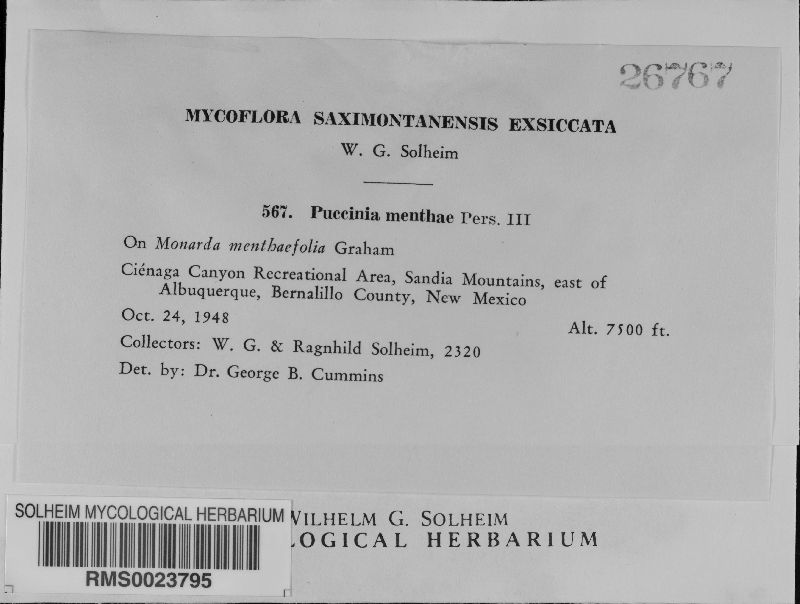 26767
MYCOFLORA SAXIMONTANENSIS EXSICCATA
W. G. Solheim
567. Puccinia menthae Pers. III
On Monarda menthaefolia Graham
Ciénaga Canyon Recreational Area, Sandia Mountains, east of
Albuquerque, Bernalillo County, New Mexico
Oct. 24, 1948
Alt. 7500 ft.
Collectors: W. G. & Ragnhild Solheim, 2320
Det. by: Dr. George B. Cummins
SOLHEIM MYCOLOGICAL HERBARIUM
RMS0023795
WILHELM G. SOLHEIM
LOGICAL HERBARIUM